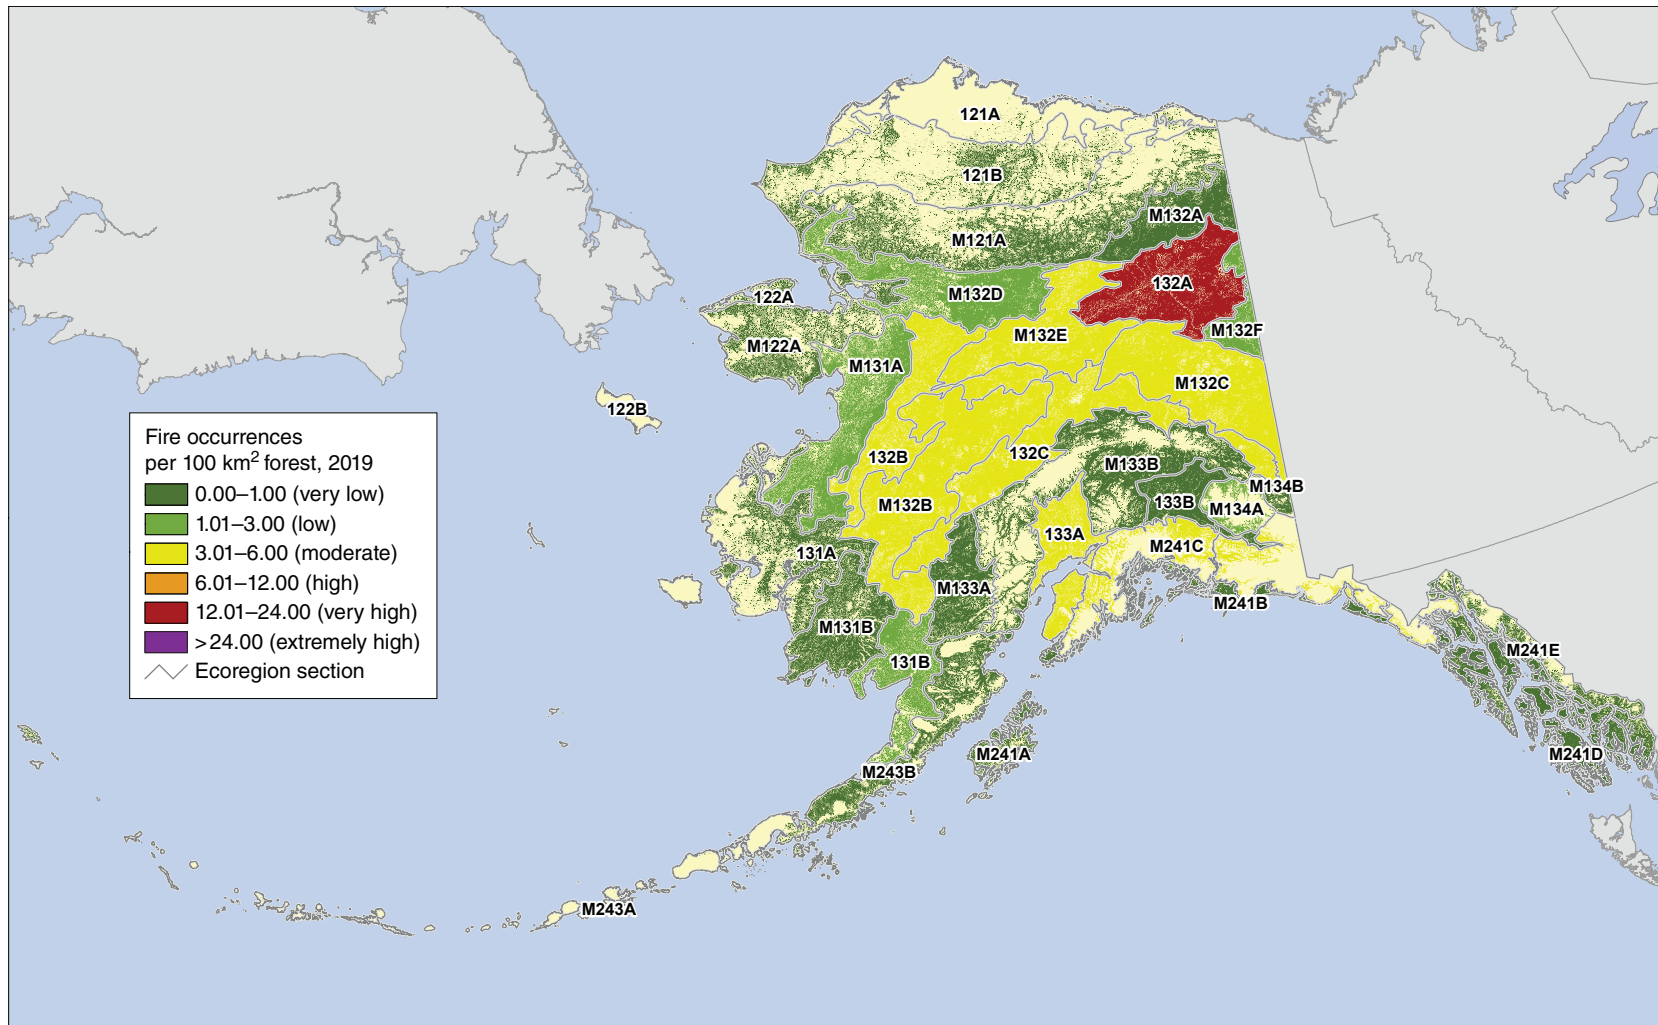 121A
121B
M132A
M121A
132A
122A
M132D
M132F
M132E
M122A
M131A
M132C
122B
132B
132C
M133B
M134B
133B
M134A
M132B
133A
M241C
131A
M133A
M241B
M131B
M241E
131B
M241A
M241D
M243B
M243A
Fire occurrences
per 100 km2 forest, 2019
0.00–1.00 (very low)
1.01–3.00 (low)
3.01–6.00 (moderate)
6.01–12.00 (high)
12.01–24.00 (very high)
>24.00 (extremely high)
Ecoregion section